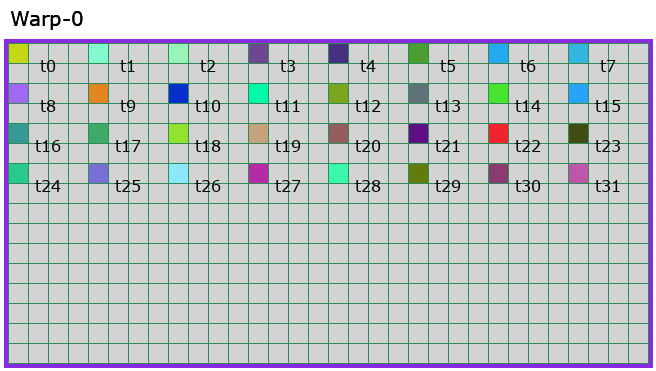 Warp-0
t0 t1 t2 t3 t4 t5 t6 t7
t8 t9 t10 t11 t12 t13 t14 t15
t16 t17 t18 t19 t20 t21 t22 t23
t24 t25 t26 t27 t28 t29 t30 t31